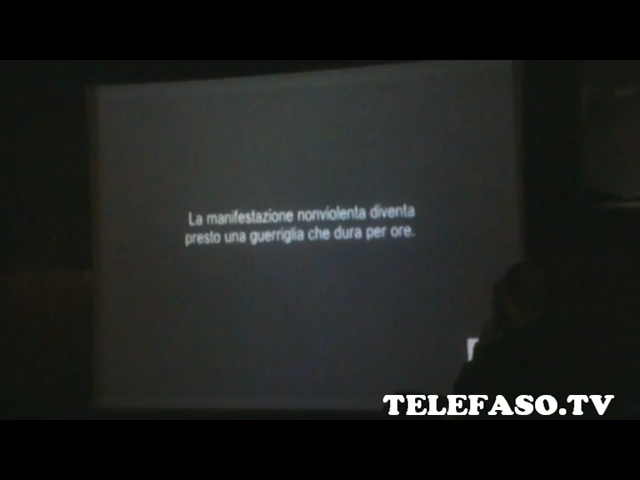 La manifestazione nonviolenta diventa
presto una guerriglia che dura per ore.
TELEFASO.TV